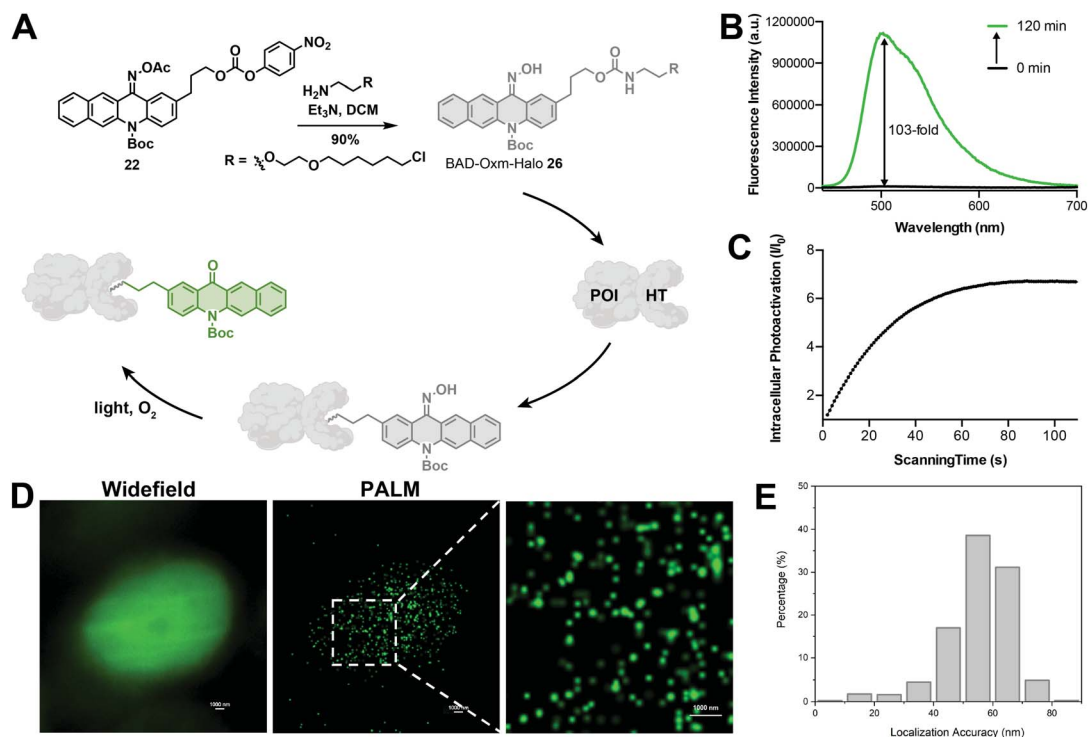 A
N
OAc
O
O
O
NO₂
N
Boc
22
H₂N
R
Et₃N, DCM
90%
R =
O
O
Cl
N
OH
O
O
N
H
R
N
Boc
BAD-Oxm-Halo 26
POI
HT
N
OH
N
Boc
light, O₂
O
N
Boc
B
Fluorescence Intensity (a.u.)
1200000
900000
600000
300000
0
500
600
700
Wavelength (nm)
120 min
0 min
103-fold
C
Intracellular Photoactivation (I/I₀)
8
6
4
2
0
20
40
60
80
100
ScanningTime (s)
D
Widefield
PALM
1000 nm
1000 nm
1000 nm
E
Percentage (%)
50
40
30
20
10
0
0
20
40
60
80
Localization Accuracy (nm)